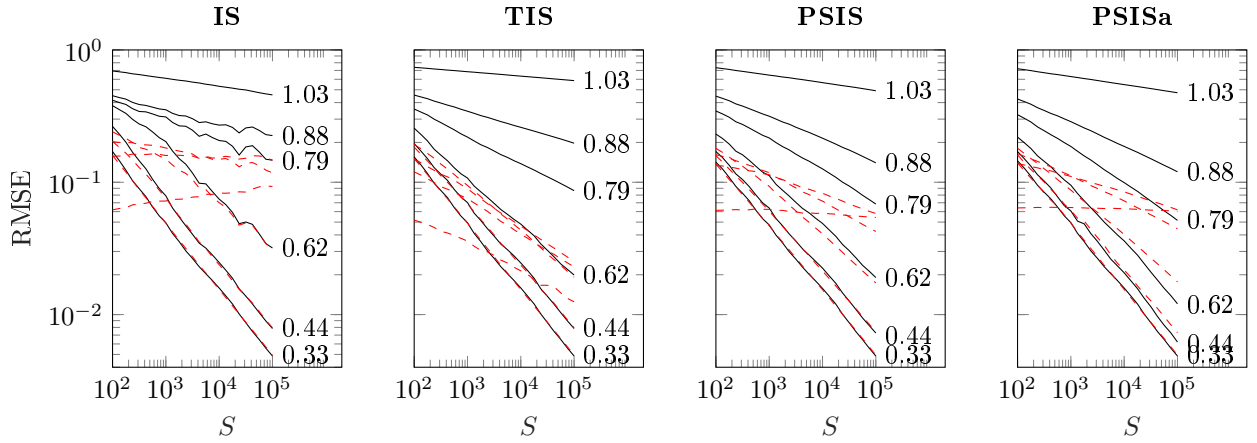 IS TIS PSIS PSISa
10^0
1.03 1.03 1.03 1.03
0.88 0.88 0.88 0.88
0.79 0.79 0.79 0.79
10^-1
RMSE
0.62 0.62 0.62 0.62
10^-2
0.44 0.44 0.44 0.44
0.33 0.33 0.33 0.33
10^2 10^3 10^4 10^5 10^2 10^3 10^4 10^5 10^2 10^3 10^4 10^5 10^2 10^3 10^4 10^5
S S S S